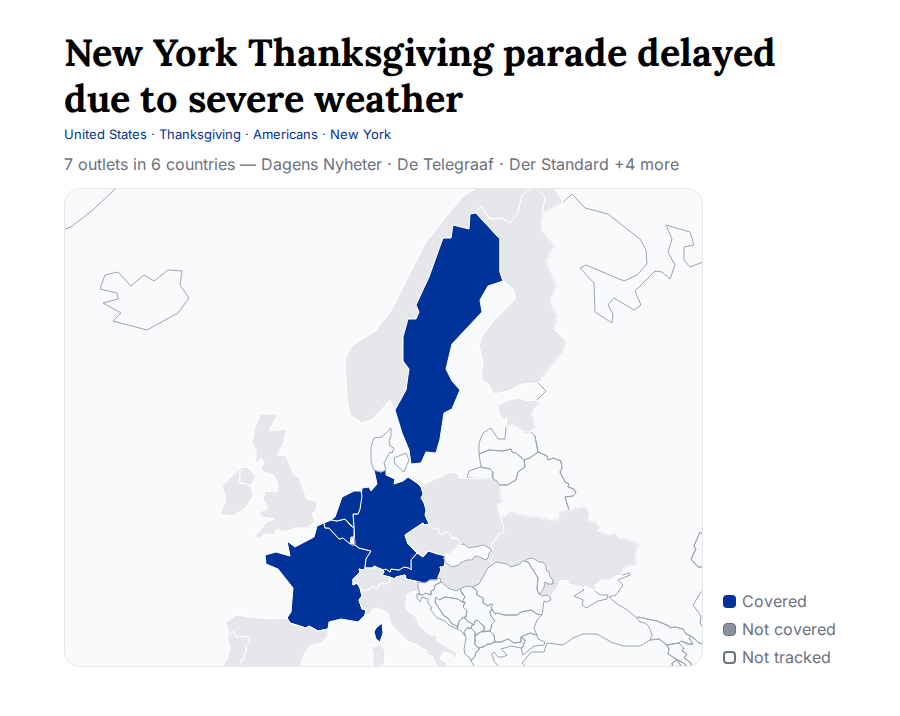 New York Thanksgiving parade delayed
due to severe weather
United States · Thanksgiving · Americans · New York
7 outlets in 6 countries — Dagens Nyheter · De Telegraaf · Der Standard +4 more
Covered
Not covered
Not tracked